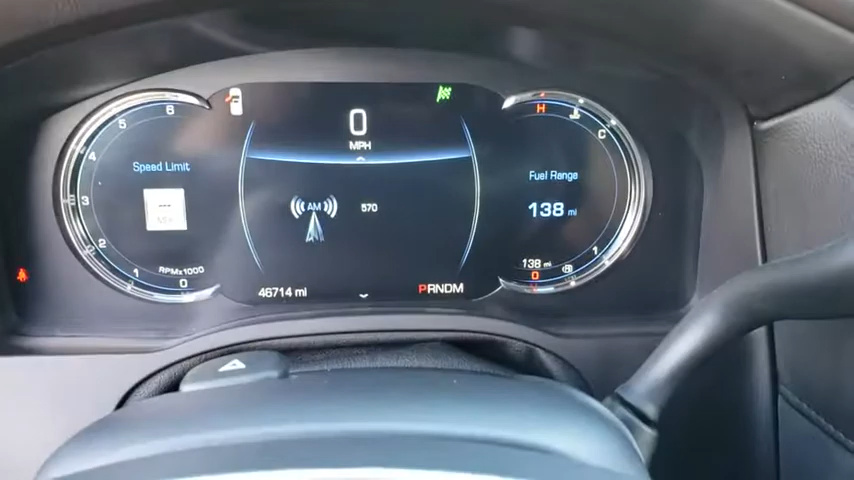 0
MPH
Speed Limit
---
AM
570
Fuel Range
138 mi
H
C
6
5
4
3
2
1
0
RPMX1000
46714 mi
PRNDM
138 mi
0
1